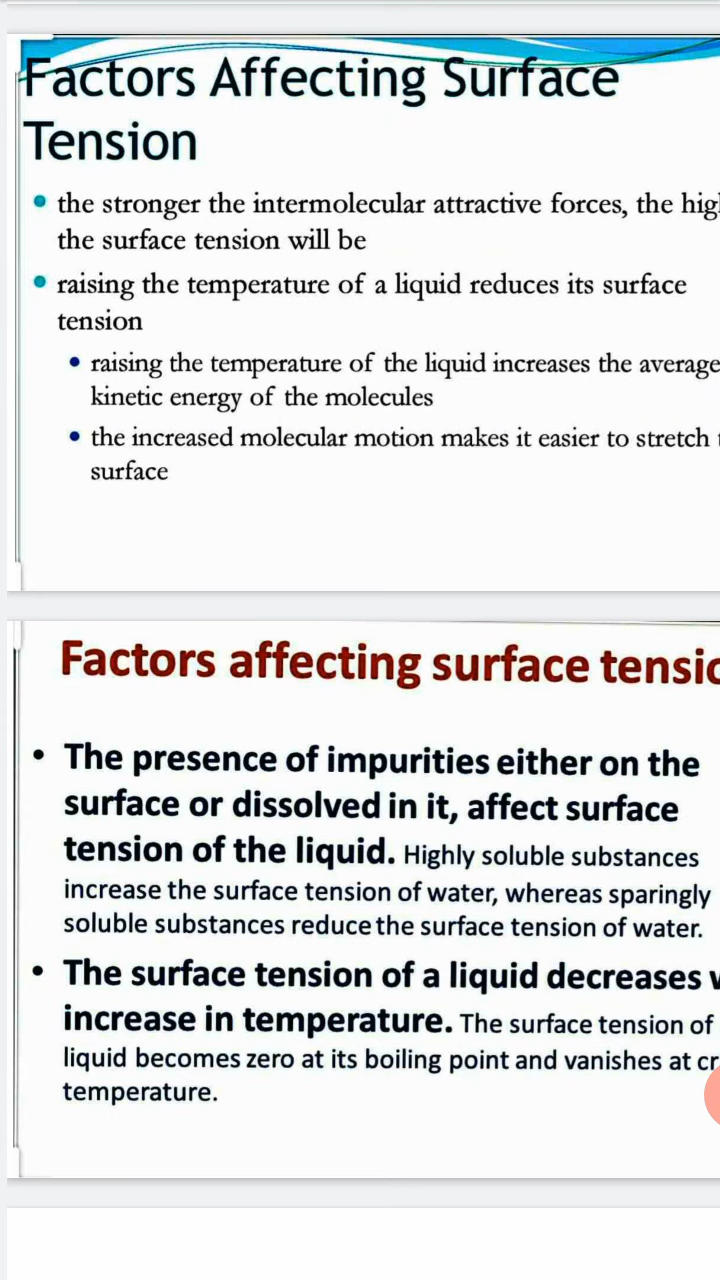 Factors Affecting Surface
Tension
the stronger the intermolecular attractive forces, the
the surface tension will be
raising the temperature of a liquid reduces its surface
tension
raising the temperature of the liquid increases the average
kinetic energy of the molecules
the increased molecular motion makes it easier to stretch
surface
Factors affecting surface
• The presence of impurities either on the
surface or dissolved in it, affect surface
tension of the liquid. Highly soluble substances
increase the surface tension of water, whereas sparingly
soluble substances reduce the surface tension of water.
• The surface tension of a liquid decreases
increase in temperature. The surface tension of
liquid becomes zero at its boiling point and vanishes at
temperature.